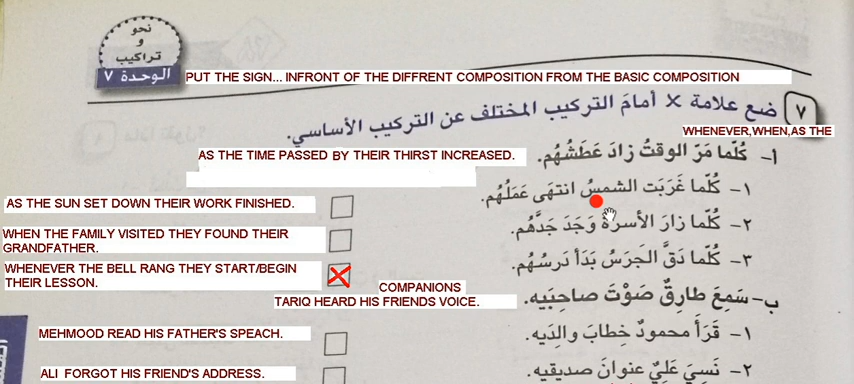 نحو
و
تراكيب
الوحدة ٧
PUT THE SIGN... INFRONT OF THE DIFFRENT COMPOSITION FROM THE BASIC COMPOSITION
٧ ضع علامة × أمامَ التركيب المختلف عن التركيب الأساسي.
WHENEVER,WHEN,AS THE
أ- كُلَّما مَرّ الوقتُ زادَ عَطَشُهُم.
AS THE TIME PASSED BY THEIR THIRST INCREASED.
١- كُلَّما غَرَبَت الشمسُ انتهَى عَمَلُهُم.
AS THE SUN SET DOWN THEIR WORK FINISHED.
٢- كُلَّما زارَ الأسرةَ وَجَدَ جَدَّهُم.
WHEN THE FAMILY VISITED THEY FOUND THEIR
GRANDFATHER.
٣- كُلَّما دَقَّ الجَرَسُ بَدَأَ دَرسُهُم.
WHENEVER THE BELL RANG THEY START/BEGIN
THEIR LESSON.
COMPANIONS
ب- سَمِعَ طارِقٌ صَوْتَ صاحِبَيه.
TARIQ HEARD HIS FRIENDS VOICE.
١- قَرَأَ محمودٌ خِطابَ والِدَيه.
MEHMOOD READ HIS FATHER'S SPEACH.
٢- نَسِيَ عَلِيٌّ عنوانَ صديقيه.
ALI FORGOT HIS FRIEND'S ADDRESS.